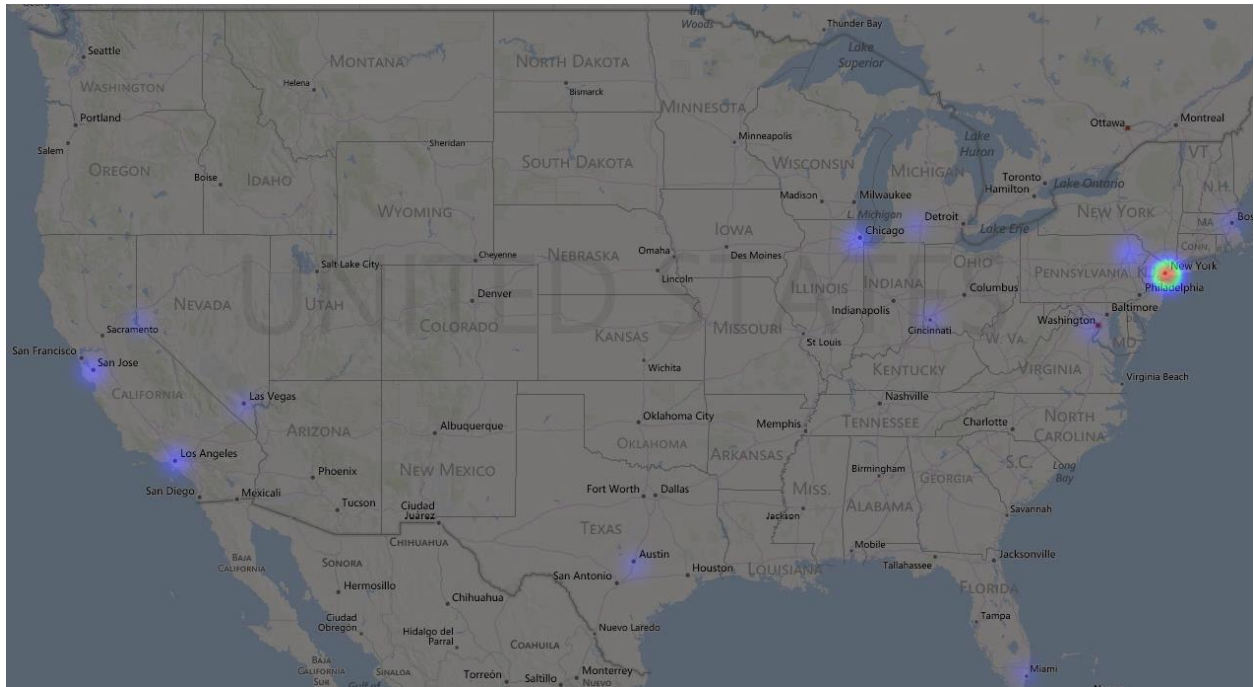 Georgia
the
Woods
Thunder Bay
Lake
Superior
Seattle
MONTANA
NORTH DAKOTA
WASHINGTON
Helena
Bismarck
MINNESOTA
Portland
Ottawa
Montreal
Salem
Minneapolis
Lake
Huron
Sheridan
VT.
OREGON
Boise
IDAHO
SOUTH DAKOTA
WISCONSIN
MICHIGAN
Toronto
Hamilton
Lake Ontario
N.H.
Madison
Milwaukee
WYOMING
L. Michigan
Detroit
NEW YORK
MA
Bos
IOWA
Chicago
Lake Erie
CONN.
Omaha
Des Moines
Cheyenne
NEBRASKA
OHIO
Salt Lake City
Lincoln
PENNSYLVANIA
N
New York
UNITED STATES
NEVADA
UTAH
Denver
ILLINOIS
INDIANA
Columbus
Philadelphia
Indianapolis
Baltimore
Sacramento
COLORADO
KANSAS
MISSOURI
Cincinnati
Washington
St Louis
W. VA.
MD
San Francisco
San Jose
Wichita
KENTUCKY
VIRGINIA
Virginia Beach
CALIFORNIA
Las Vegas
Nashville
Oklahoma City
TENNESSEE
NORTH
CAROLINA
Charlotte
ARIZONA
Albuquerque
Memphis
OKLAHOMA
Los Angeles
ARKANSAS
S.C.
Long
Bay
Phoenix
NEW MEXICO
Birmingham
GEORGIA
San Diego
Mexicali
Fort Worth
Dallas
MISS.
Tucson
Ciudad
Juárez
ALABAMA
Jackson
Savannah
TEXAS
CHIHUAHUA
Mobile
Austin
Jacksonville
BAJA
CALIFORNIA
SONORA
Tallahassee
San Antonio
Houston
LOUISIANA
Hermosillo
FLORIDA
Chihuahua
Ciudad
Obregón
Hidalgo del
Parral
Nuevo Laredo
Tampa
COAHUILA
BAJA
CALIFORNIA
SUR
SINALOA
Torreón
Saltillo
Monterrey
NUEVO
Miami
Gulf of